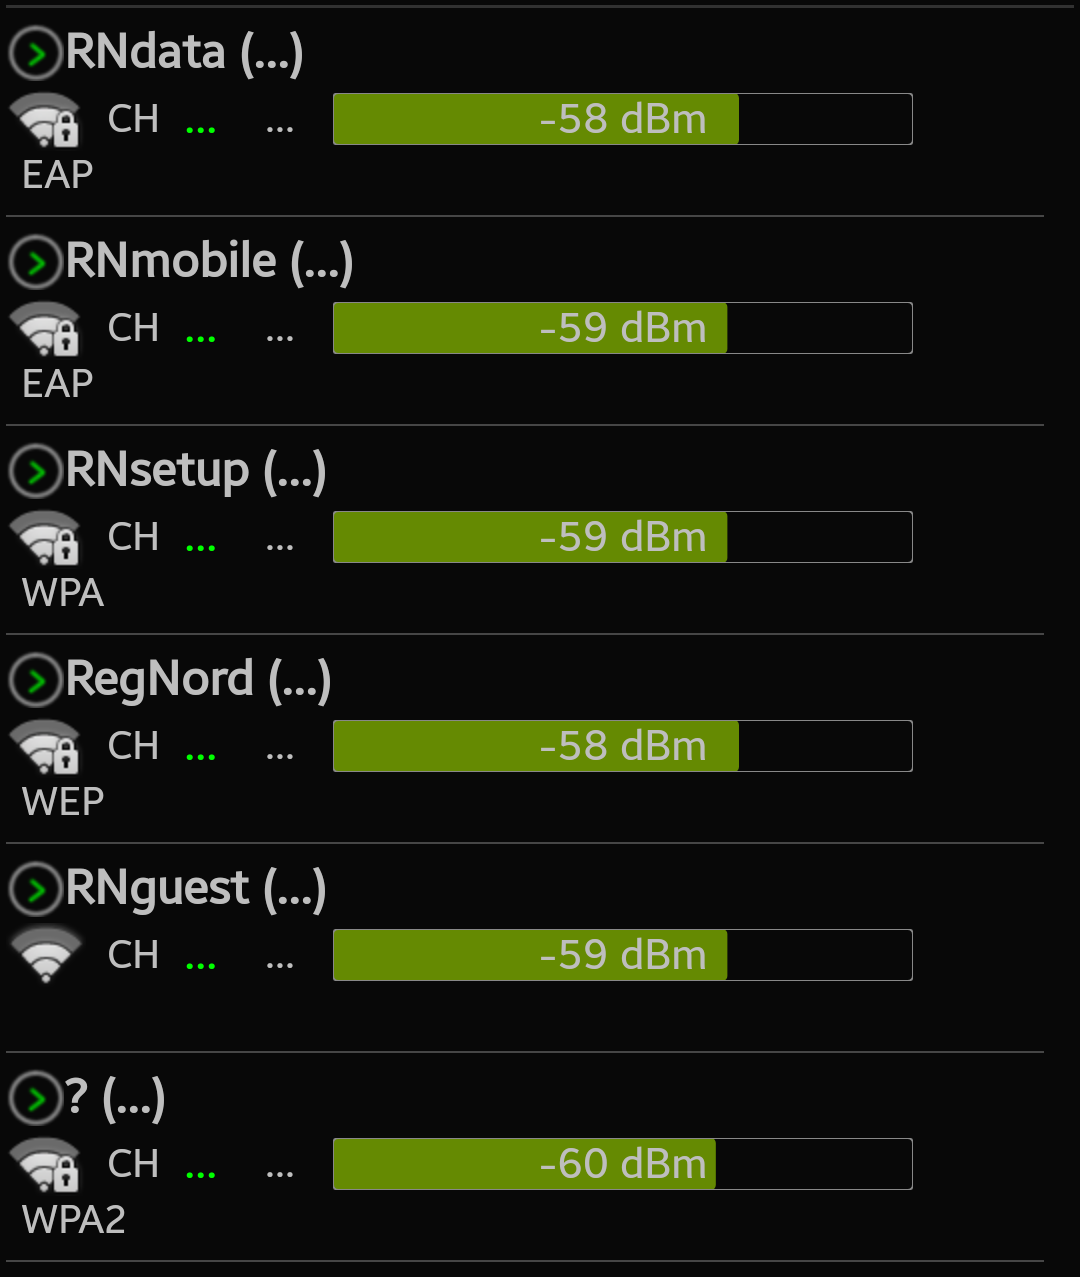 RNdata (...)
CH ... ... -58 dBm
EAP
RNmobile (...)
CH ... ... -59 dBm
EAP
RNsetup (...)
CH ... ... -59 dBm
WPA
RegNord (...)
CH ... ... -58 dBm
WEP
RNguest (...)
CH ... ... -59 dBm
? (...)
CH ... ... -60 dBm
WPA2